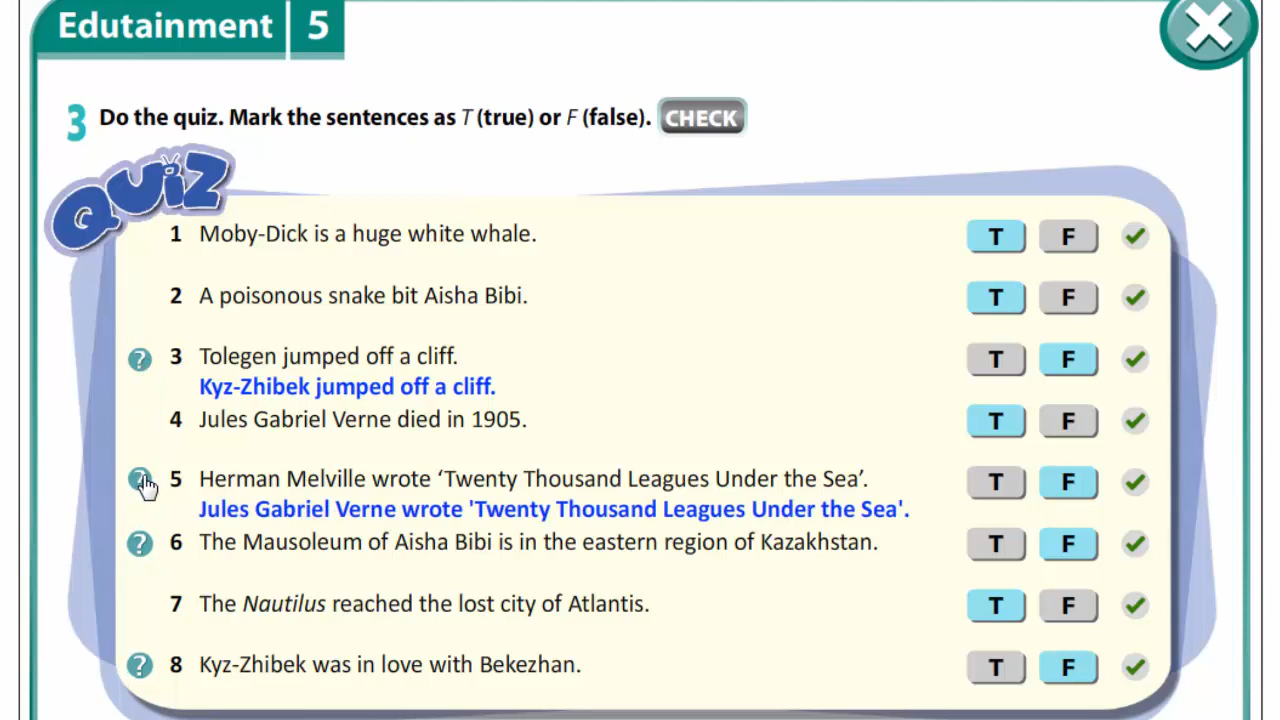 Edutainment 5
3 Do the quiz. Mark the sentences as T (true) or F (false). CHECK
QUIZ
1 Moby-Dick is a huge white whale. T F
2 A poisonous snake bit Aisha Bibi. T F
? 3 Tolegen jumped off a cliff. T F
Kyz-Zhibek jumped off a cliff.
4 Jules Gabriel Verne died in 1905. T F
? 5 Herman Melville wrote ‘Twenty Thousand Leagues Under the Sea’. T F
Jules Gabriel Verne wrote 'Twenty Thousand Leagues Under the Sea'.
? 6 The Mausoleum of Aisha Bibi is in the eastern region of Kazakhstan. T F
7 The Nautilus reached the lost city of Atlantis. T F
? 8 Kyz-Zhibek was in love with Bekezhan. T F